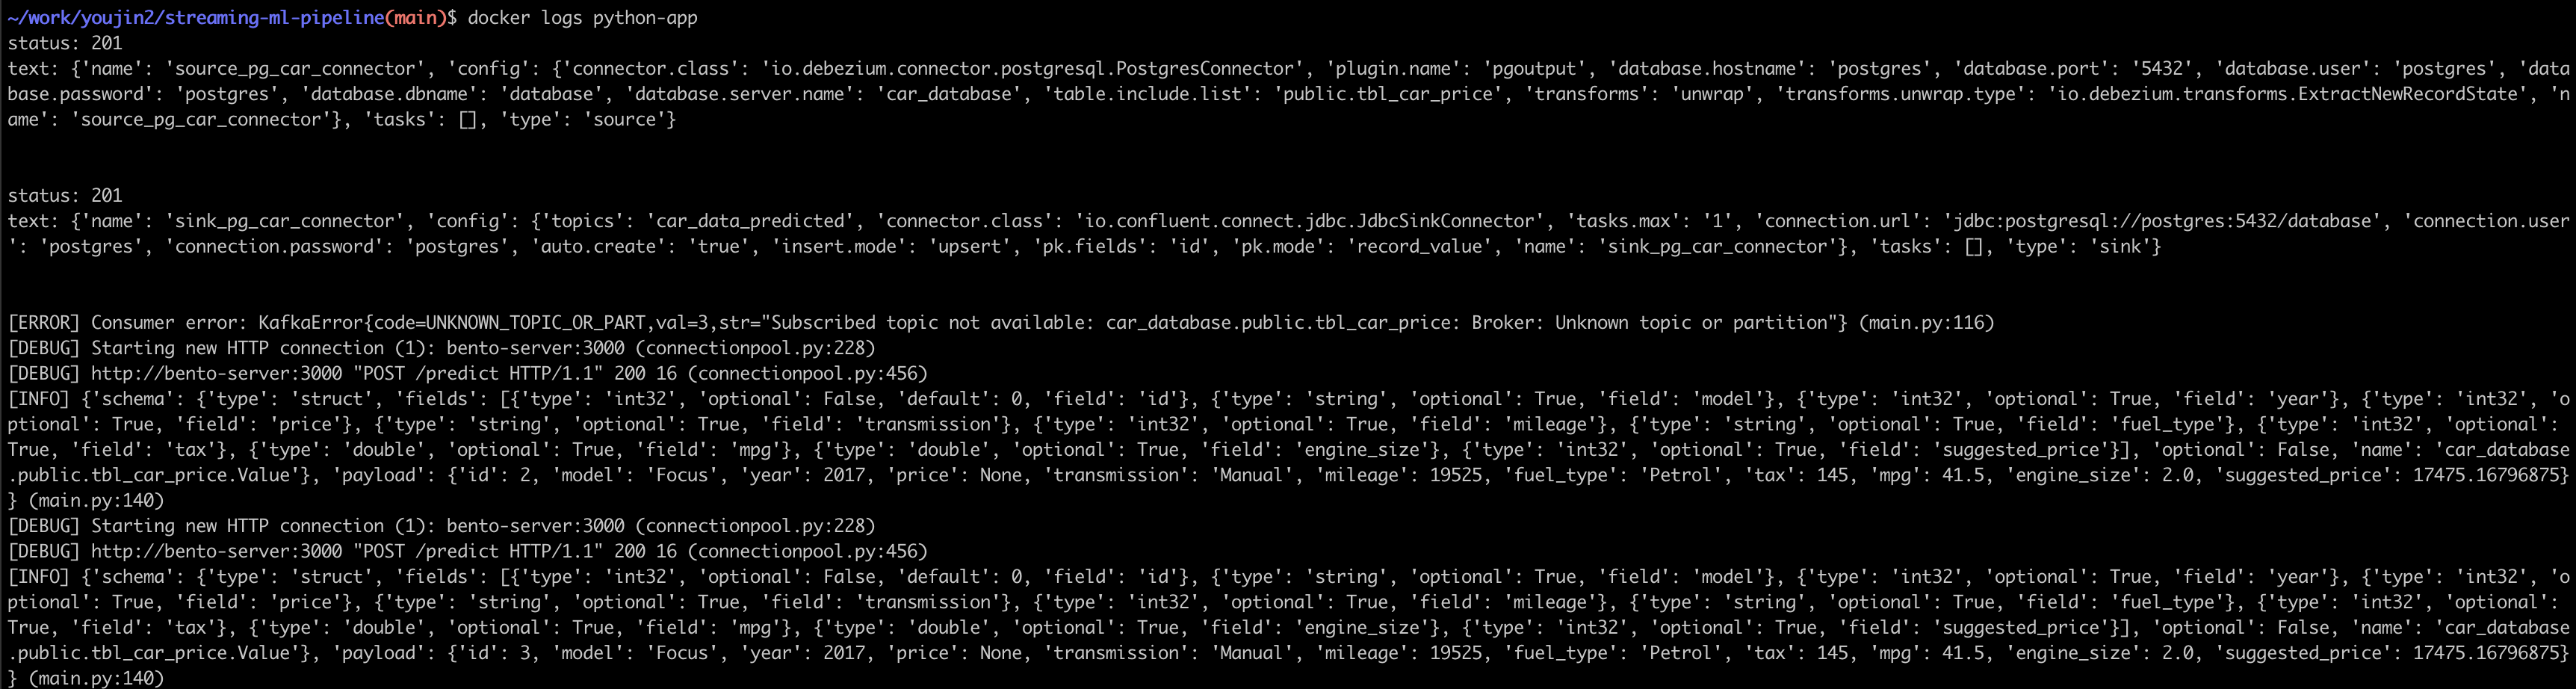 ~/work/youjin2/streaming-ml-pipeline(main)$ docker logs python-app
status: 201
text: {'name': 'source_pg_car_connector', 'config': {'connector.class': 'io.debezium.connector.postgresql.PostgresConnector', 'plugin.name': 'pgoutput', 'database.hostname': 'postgres', 'database.port': '5432', 'database.user': 'postgres', 'data
base.password': 'postgres', 'database.dbname': 'database', 'database.server.name': 'car_database', 'table.include.list': 'public.tbl_car_price', 'transforms': 'unwrap', 'transforms.unwrap.type': 'io.debezium.transforms.ExtractNewRecordState', 'n
ame': 'source_pg_car_connector'}, 'tasks': [], 'type': 'source'}
status: 201
text: {'name': 'sink_pg_car_connector', 'config': {'topics': 'car_data_predicted', 'connector.class': 'io.confluent.connect.jdbc.JdbcSinkConnector', 'tasks.max': '1', 'connection.url': 'jdbc:postgresql://postgres:5432/database', 'connection.user
': 'postgres', 'connection.password': 'postgres', 'auto.create': 'true', 'insert.mode': 'upsert', 'pk.fields': 'id', 'pk.mode': 'record_value', 'name': 'sink_pg_car_connector'}, 'tasks': [], 'type': 'sink'}
[ERROR] Consumer error: KafkaError{code=UNKNOWN_TOPIC_OR_PART,val=3,str="Subscribed topic not available: car_database.public.tbl_car_price: Broker: Unknown topic or partition"} (main.py:116)
[DEBUG] Starting new HTTP connection (1): bento-server:3000 (connectionpool.py:228)
[DEBUG] http://bento-server:3000 "POST /predict HTTP/1.1" 200 16 (connectionpool.py:456)
[INFO] {'schema': {'type': 'struct', 'fields': [{'type': 'int32', 'optional': False, 'default': 0, 'field': 'id'}, {'type': 'string', 'optional': True, 'field': 'model'}, {'type': 'int32', 'optional': True, 'field': 'year'}, {'type': 'int32', 'o
ptional': True, 'field': 'price'}, {'type': 'string', 'optional': True, 'field': 'transmission'}, {'type': 'int32', 'optional': True, 'field': 'mileage'}, {'type': 'string', 'optional': True, 'field': 'fuel_type'}, {'type': 'int32', 'optional':
True, 'field': 'tax'}, {'type': 'double', 'optional': True, 'field': 'mpg'}, {'type': 'double', 'optional': True, 'field': 'engine_size'}, {'type': 'int32', 'optional': True, 'field': 'suggested_price'}], 'optional': False, 'name': 'car_database
.public.tbl_car_price.Value'}, 'payload': {'id': 2, 'model': 'Focus', 'year': 2017, 'price': None, 'transmission': 'Manual', 'mileage': 19525, 'fuel_type': 'Petrol', 'tax': 145, 'mpg': 41.5, 'engine_size': 2.0, 'suggested_price': 17475.16796875}
} (main.py:140)
[DEBUG] Starting new HTTP connection (1): bento-server:3000 (connectionpool.py:228)
[DEBUG] http://bento-server:3000 "POST /predict HTTP/1.1" 200 16 (connectionpool.py:456)
[INFO] {'schema': {'type': 'struct', 'fields': [{'type': 'int32', 'optional': False, 'default': 0, 'field': 'id'}, {'type': 'string', 'optional': True, 'field': 'model'}, {'type': 'int32', 'optional': True, 'field': 'year'}, {'type': 'int32', 'o
ptional': True, 'field': 'price'}, {'type': 'string', 'optional': True, 'field': 'transmission'}, {'type': 'int32', 'optional': True, 'field': 'mileage'}, {'type': 'string', 'optional': True, 'field': 'fuel_type'}, {'type': 'int32', 'optional':
True, 'field': 'tax'}, {'type': 'double', 'optional': True, 'field': 'mpg'}, {'type': 'double', 'optional': True, 'field': 'engine_size'}, {'type': 'int32', 'optional': True, 'field': 'suggested_price'}], 'optional': False, 'name': 'car_database
.public.tbl_car_price.Value'}, 'payload': {'id': 3, 'model': 'Focus', 'year': 2017, 'price': None, 'transmission': 'Manual', 'mileage': 19525, 'fuel_type': 'Petrol', 'tax': 145, 'mpg': 41.5, 'engine_size': 2.0, 'suggested_price': 17475.16796875}
} (main.py:140)